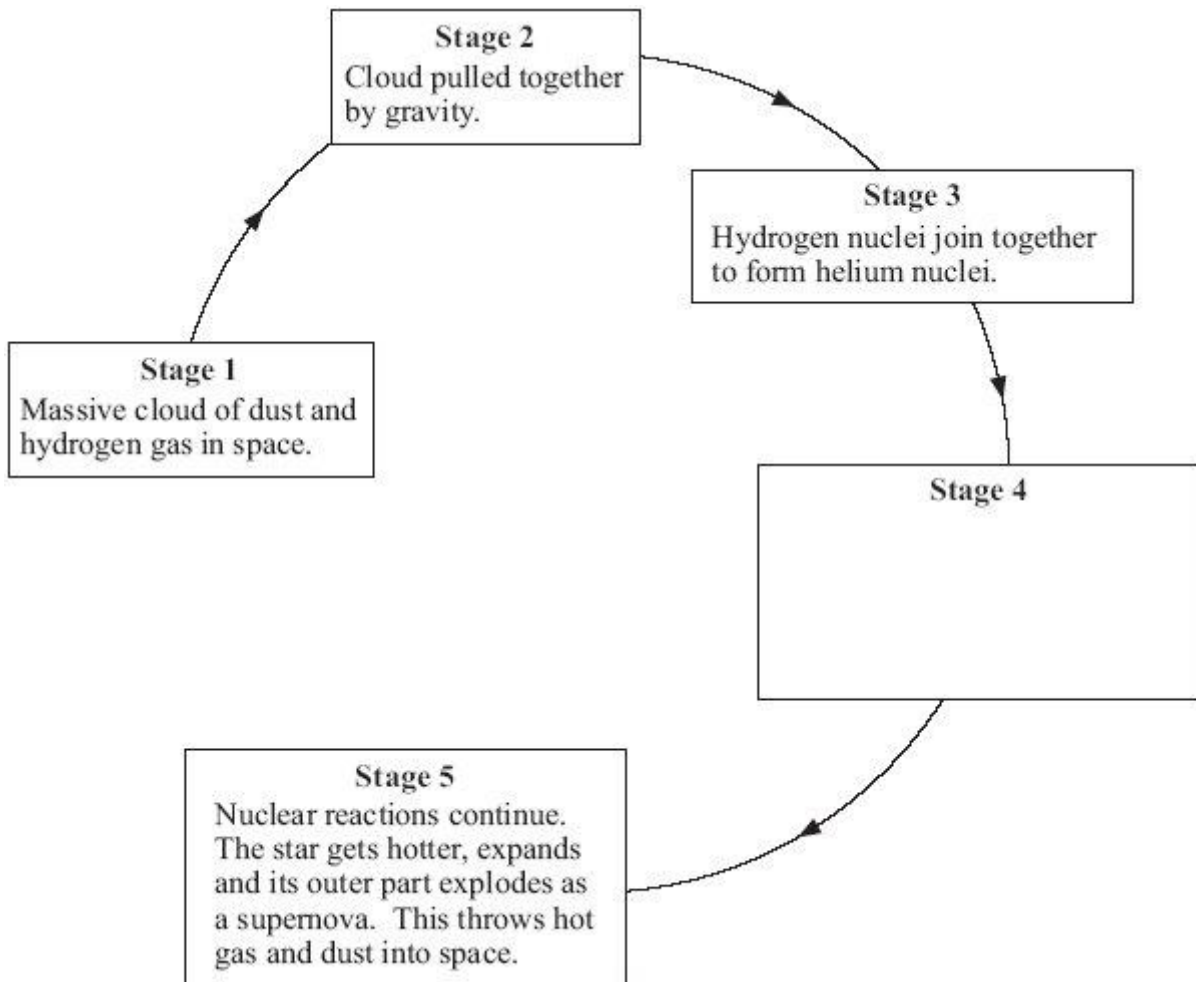 Stage 1
Massive cloud of dust and
hydrogen gas in space.
Stage 2
Cloud pulled together
by gravity.
Stage 3
Hydrogen nuclei join together
to form helium nuclei.
Stage 4
Stage 5
Nuclear reactions continue.
The star gets hotter, expands
and its outer part explodes as
a supernova. This throws hot
gas and dust into space.